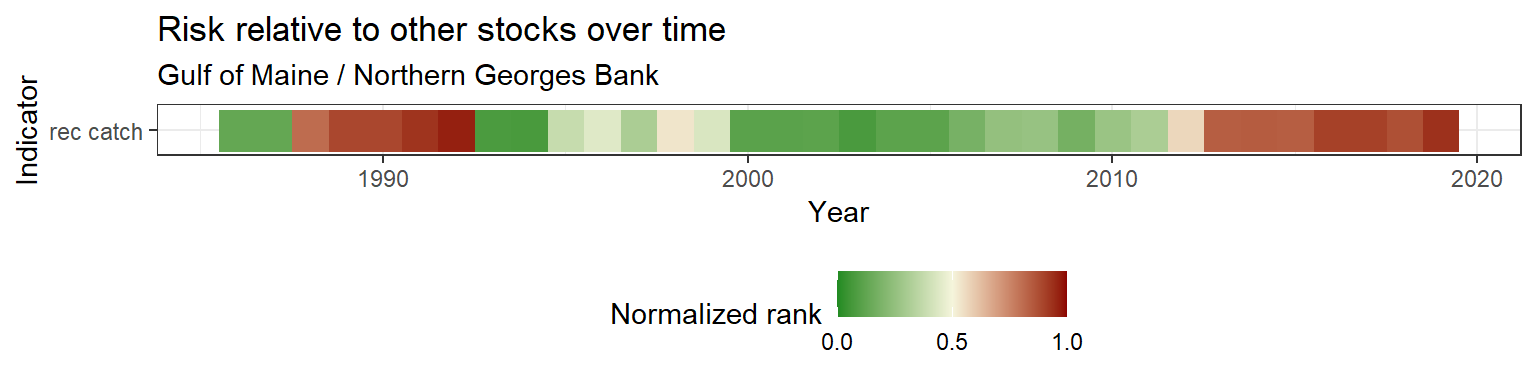 Risk relative to other stocks over time
Gulf of Maine / Northern Georges Bank
Indicator
rec catch
1990 2000 2010 2020
Year
Normalized rank
0.0 0.5 1.0